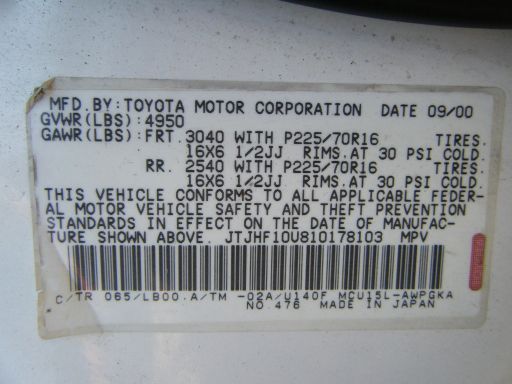 MFD.BY:TOYOTA MOTOR CORPORATION DATE 09/00
GVWR(LBS):4950
GAWR(LBS):FRT. 3040 WITH P225/70R16 TIRES.
16X6 1/2JJ RIMS.AT 30 PSI COLD.
RR. 2540 WITH P225/70R16 TIRES.
16X6 1/2JJ RIMS.AT 30 PSI COLD.
THIS VEHICLE CONFORMS TO ALL APPLICABLE FEDER-
AL MOTOR VEHICLE SAFETY AND THEFT PREVENTION
STANDARDS IN EFFECT ON THE DATE OF MANUFAC-
TURE SHOWN ABOVE. JTJHF10U810178103 MPV
C/TR 065/LB00.A/TM -02A/U140F MCU15L-AWPGKA
NO.476 MADE IN JAPAN